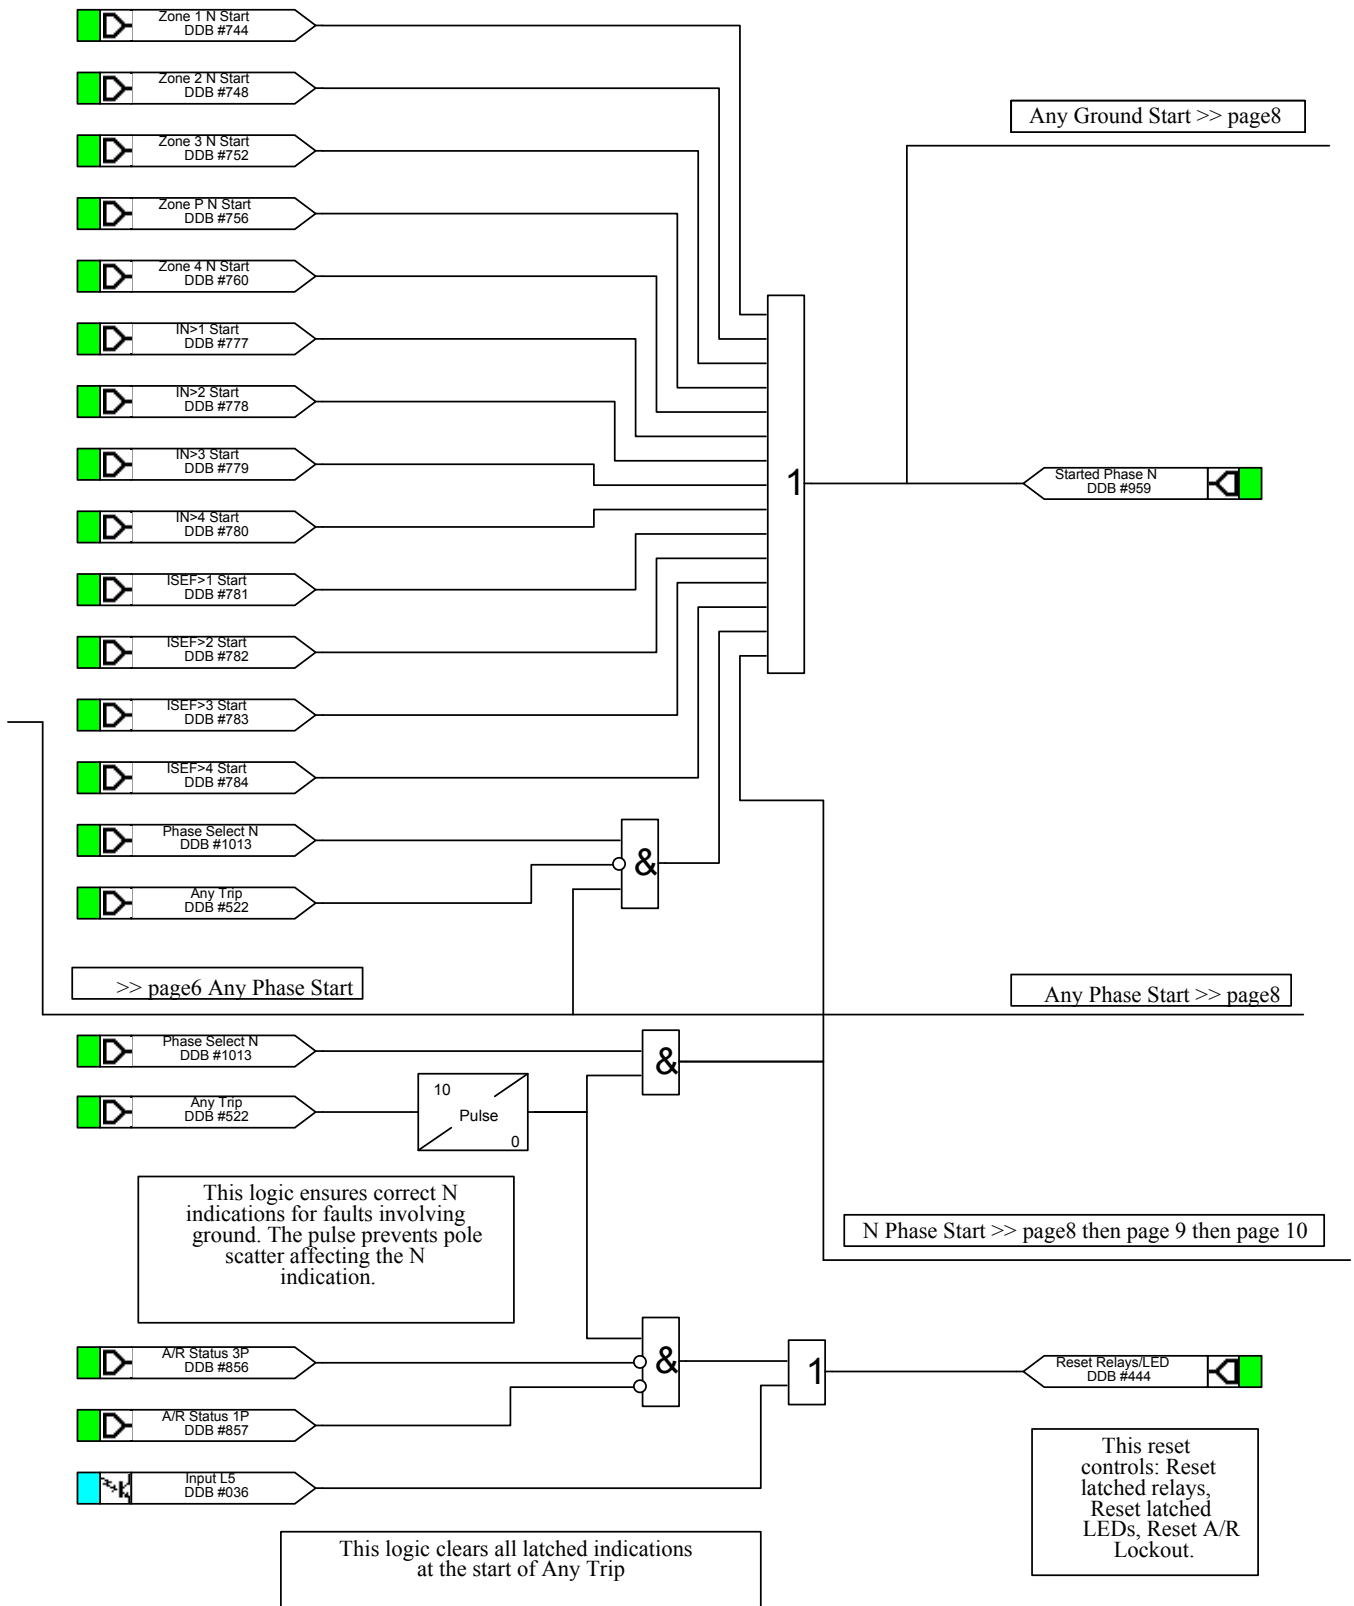 Zone 1 N Start
DDB #744
Zone 2 N Start
DDB #748
Any Ground Start >> page8
Zone 3 N Start
DDB #752
Zone P N Start
DDB #756
Zone 4 N Start
DDB #760
IN>1 Start
DDB #777
IN>2 Start
DDB #778
IN>3 Start
DDB #779
1
Started Phase N
DDB #959
IN>4 Start
DDB #780
ISEF>1 Start
DDB #781
ISEF>2 Start
DDB #782
ISEF>3 Start
DDB #783
ISEF>4 Start
DDB #784
Phase Select N
DDB #1013
&
Any Trip
DDB #522
>> page6 Any Phase Start
Any Phase Start >> page8
Phase Select N
DDB #1013
&
Any Trip
DDB #522
10
Pulse
0
This logic ensures correct N
indications for faults involving
ground. The pulse prevents pole
scatter affecting the N
indication.
N Phase Start >> page8 then page 9 then page 10
A/R Status 3P
DDB #856
&
1
Reset Relays/LED
DDB #444
A/R Status 1P
DDB #857
Input L5
DDB #036
This reset
controls: Reset
latched relays,
Reset latched
LEDs, Reset A/R
Lockout.
This logic clears all latched indications
at the start of Any Trip